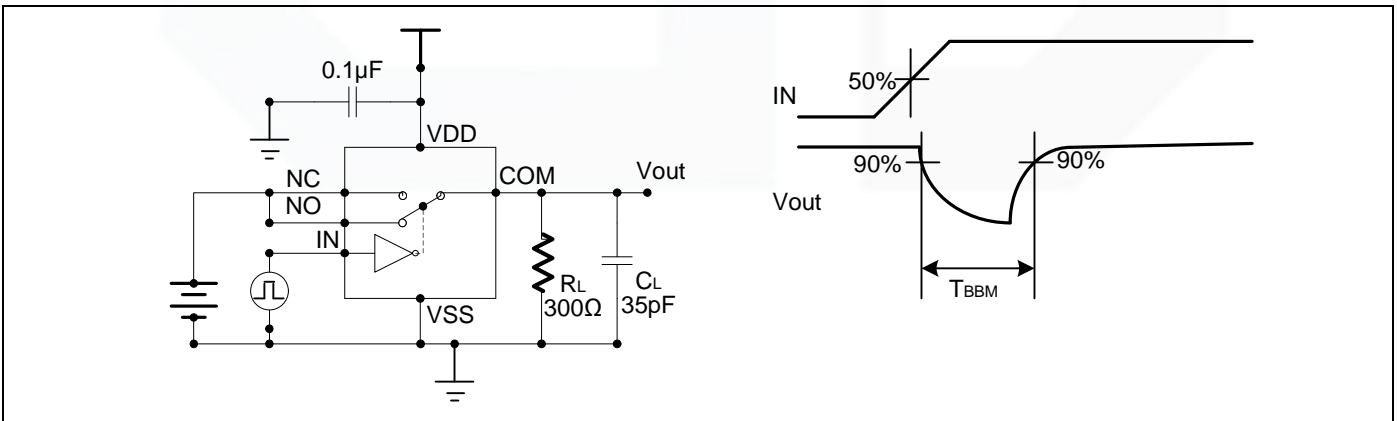 0.1µF
VDD
NC
NO
IN
COM
Vout
RL
300Ω
CL
35pF
VSS
IN
50%
90%
90%
Vout
TBBM